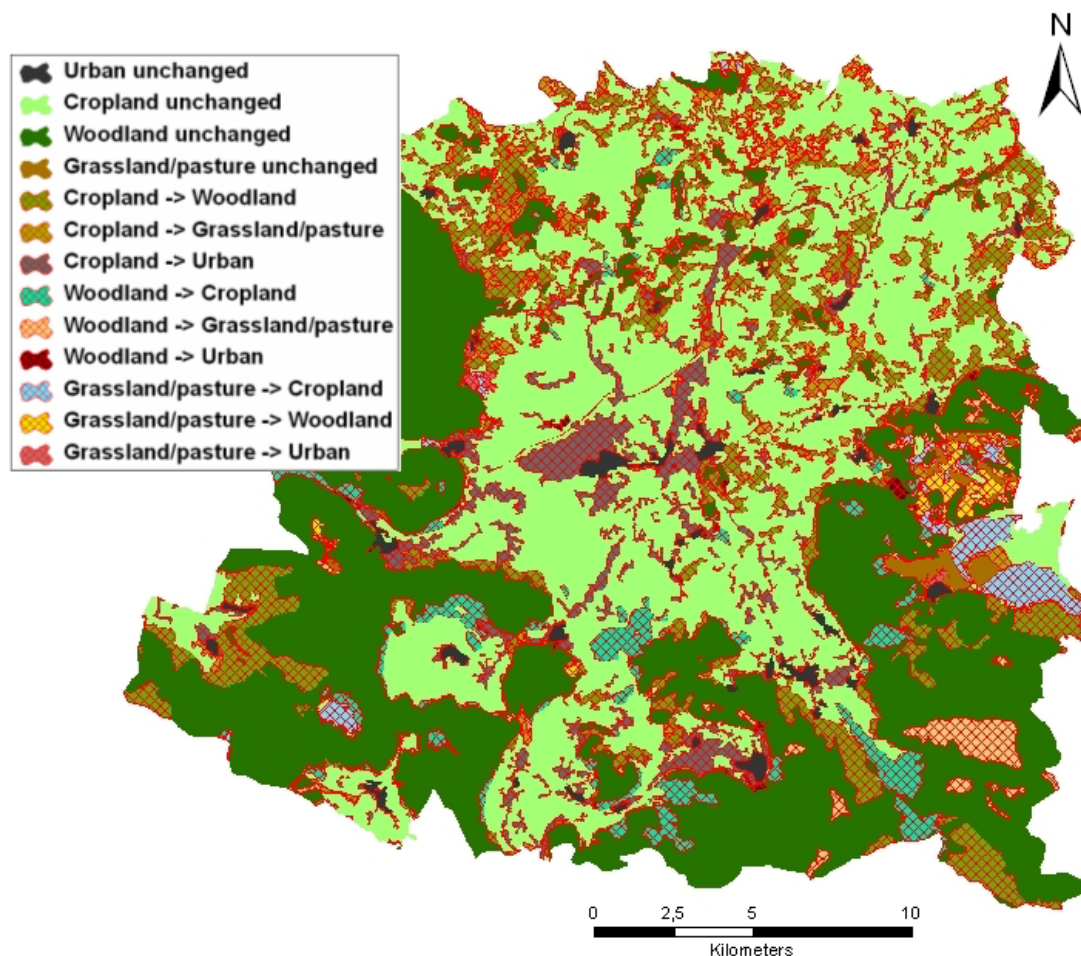 N
Urban unchanged
Cropland unchanged
Woodland unchanged
Grassland/pasture unchanged
Cropland -> Woodland
Cropland -> Grassland/pasture
Cropland -> Urban
Woodland -> Cropland
Woodland -> Grassland/pasture
Woodland -> Urban
Grassland/pasture -> Cropland
Grassland/pasture -> Woodland
Grassland/pasture -> Urban
0 2,5 5 10
Kilometers